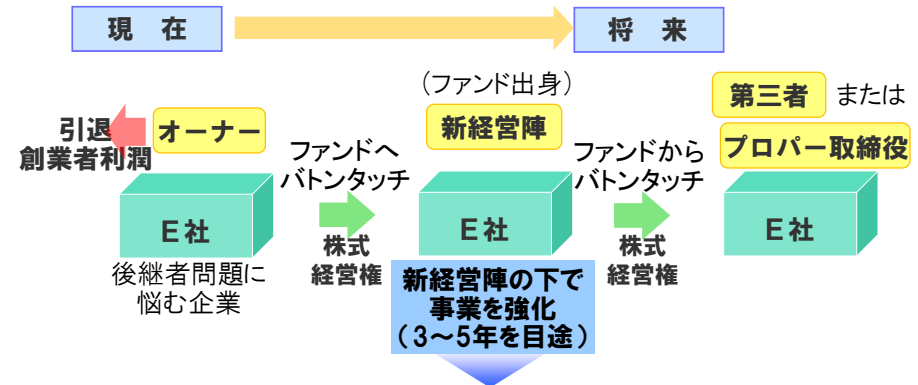 現 在
将 来
引退
創業者利潤
オーナー
E社
後継者問題に
悩む企業
ファンドへ
バトンタッチ
株式
経営権
(ファンド出身)
新経営陣
E社
新経営陣の下で
事業を強化
(3~5年を目途)
ファンドから
バトンタッチ
株式
経営権
第三者 または
プロパー取締役
E社